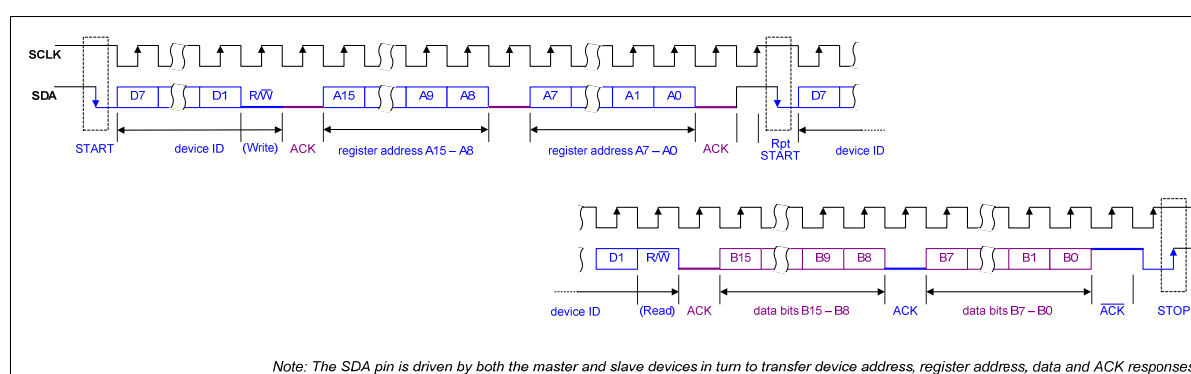 SCLK
SDA D7 D1 R/W̅ A15 A9 A8 A7 A1 A0 D7
START device ID (Write) ACK register address A15 – A8 register address A7 – A0 ACK Rpt START device ID
D1 R/W̅ B15 B9 B8 B7 B1 B0
device ID (Read) ACK data bits B15 – B8 ACK data bits B7 – B0 A̅C̅K̅ STOP
Note: The SDA pin is driven by both the master and slave devices in turn to transfer device address, register address, data and ACK responses